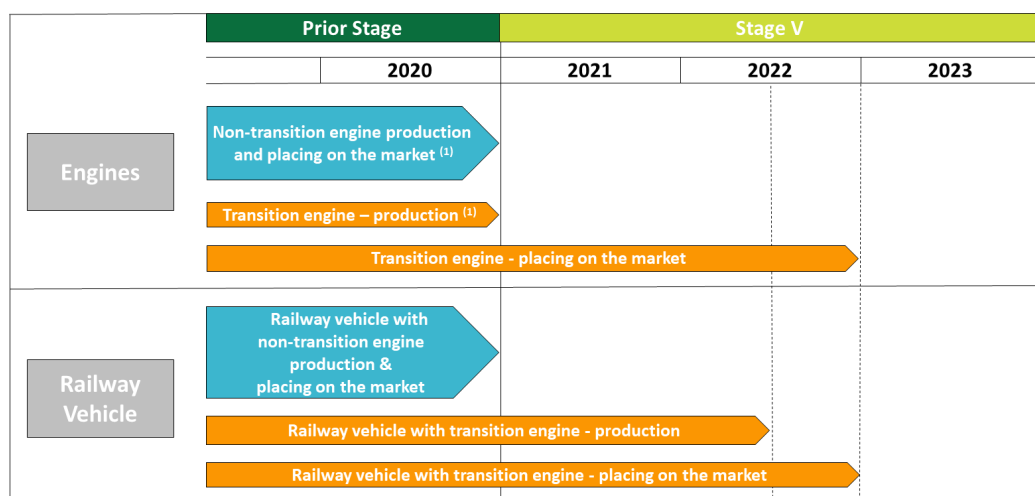 Prior Stage
Stage V
2020
2021
2022
2023
Engines
Non-transition engine production
and placing on the market (1)
Transition engine – production (1)
Transition engine - placing on the market
Railway
Vehicle
Railway vehicle with
non-transition engine
production &
placing on the market
Railway vehicle with transition engine - production
Railway vehicle with transition engine - placing on the market